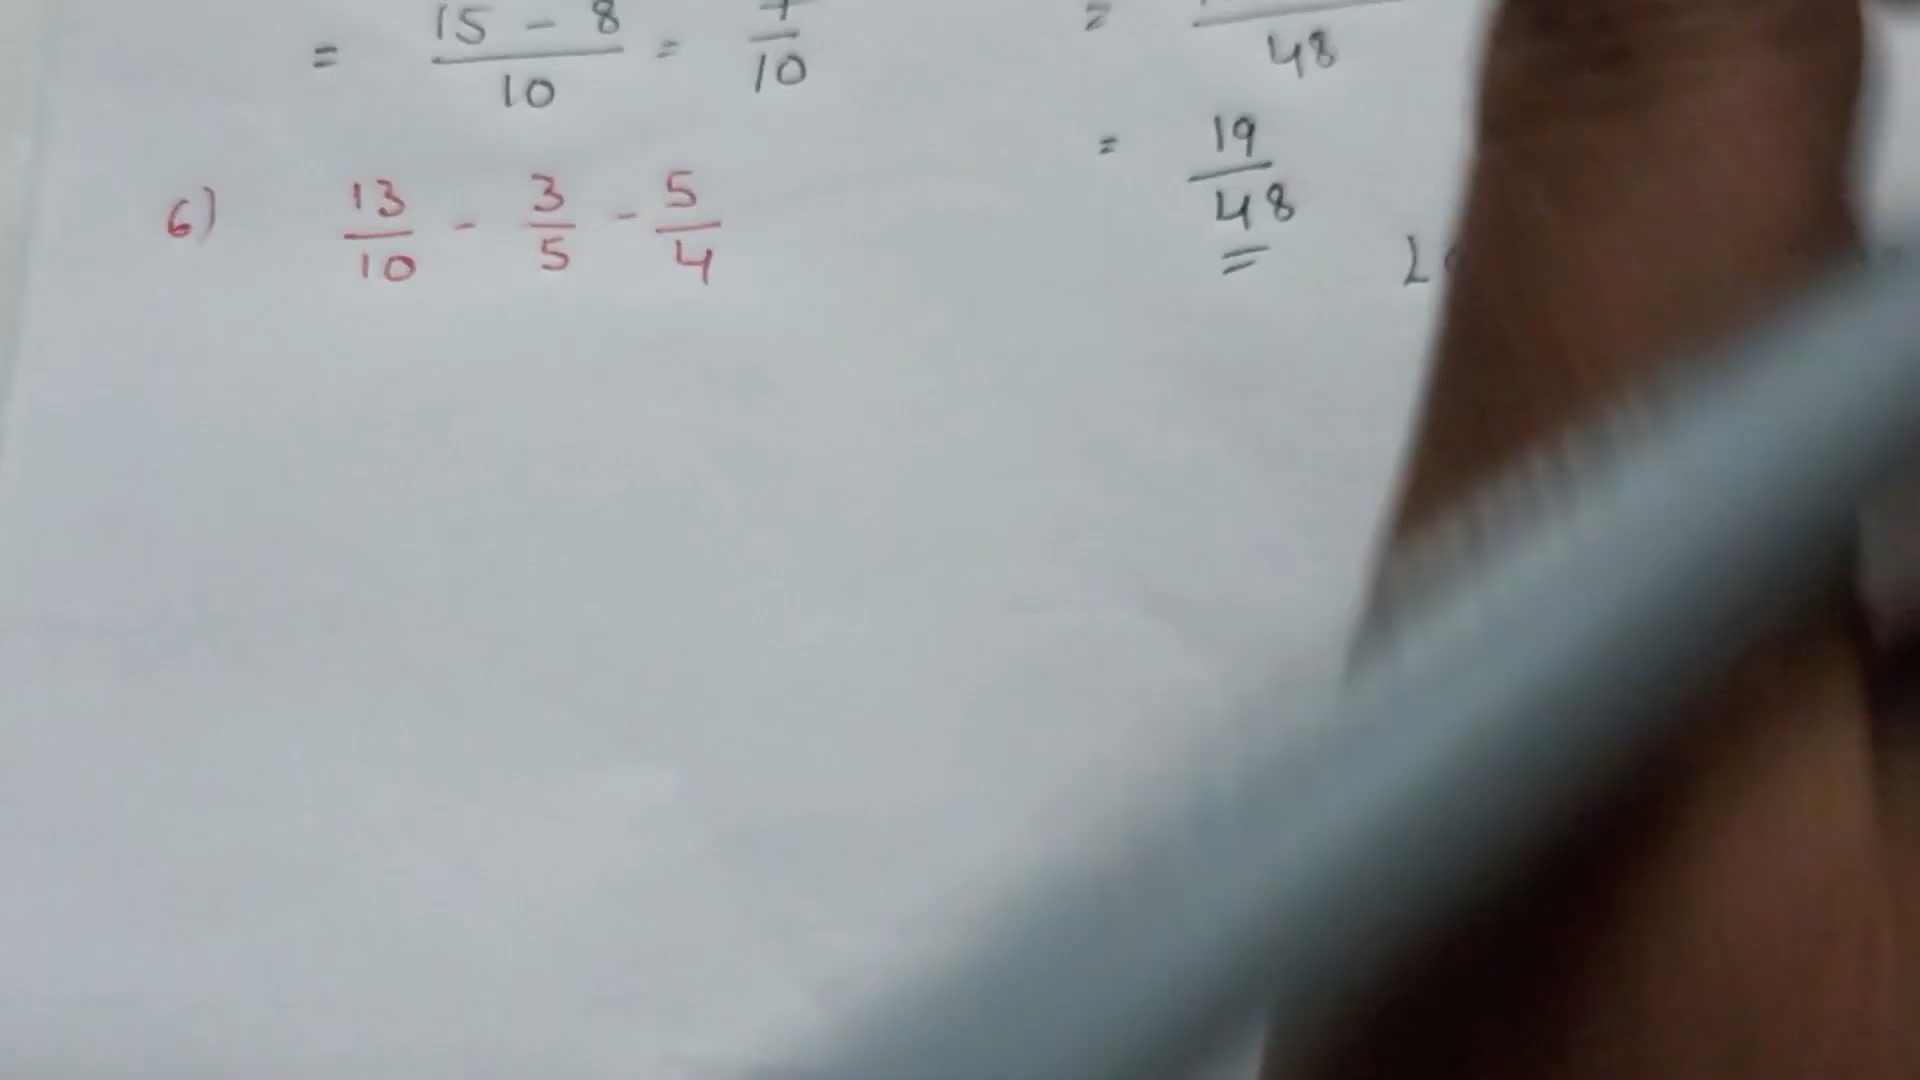 = 15 - 8 / 10 = 7/10
6) 13/10 - 3/5 - 5/4
= /48
= 19/48
L